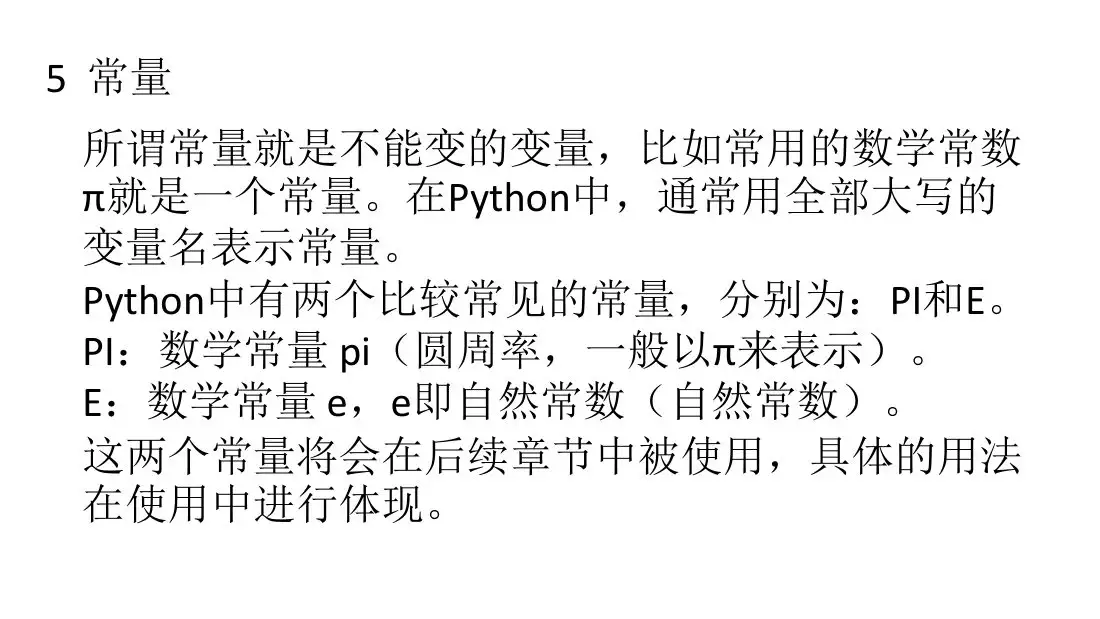 5 常量
所谓常量就是不能变的变量，比如常用的数学常数
π就是一个常量。在Python中，通常用全部大写的
变量名表示常量。
Python中有两个比较常见的常量，分别为：PI和E。
PI：数学常量 pi（圆周率，一般以π来表示）。
E：数学常量 e，e即自然常数（自然常数）。
这两个常量将会在后续章节中被使用，具体的用法
在使用中进行体现。